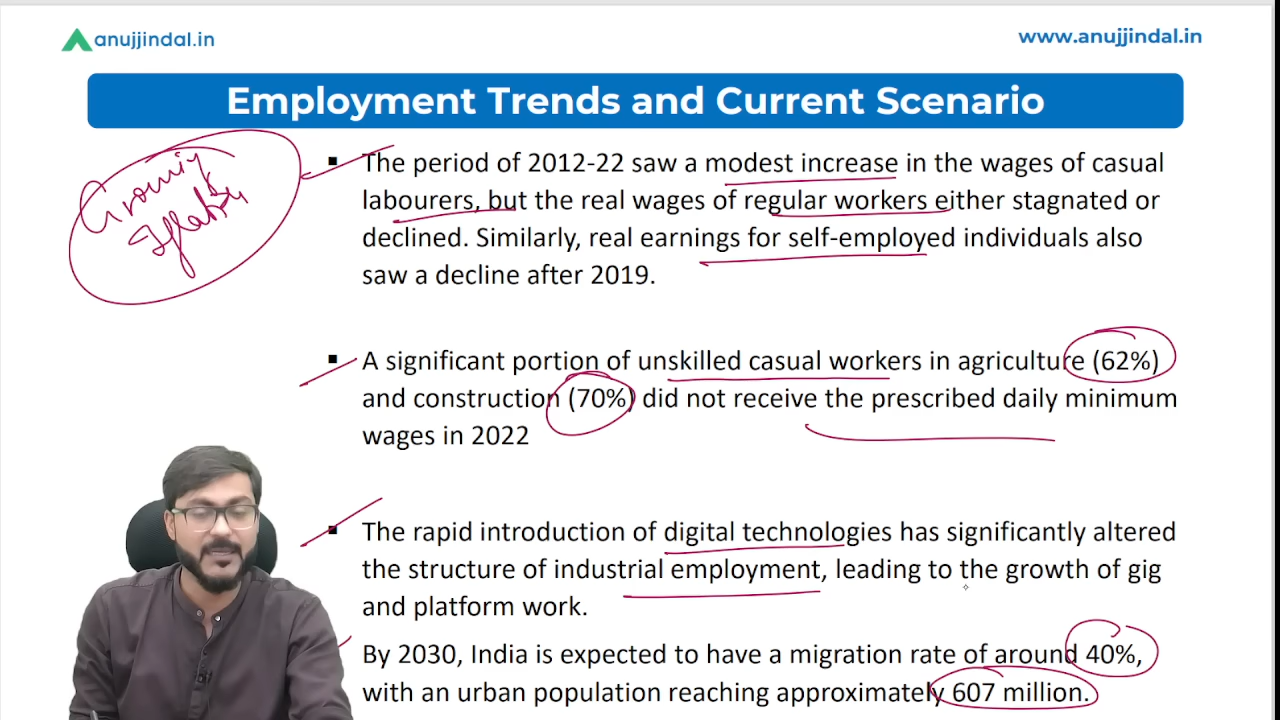 anujjindal.in
www.anujjindal.in
Employment Trends and Current Scenario
▪ The period of 2012-22 saw a modest increase in the wages of casual
labourers, but the real wages of regular workers either stagnated or
declined. Similarly, real earnings for self-employed individuals also
saw a decline after 2019.
▪ A significant portion of unskilled casual workers in agriculture (62%)
and construction (70%) did not receive the prescribed daily minimum
wages in 2022
▪ The rapid introduction of digital technologies has significantly altered
the structure of industrial employment, leading to the growth of gig
and platform work.
By 2030, India is expected to have a migration rate of around 40%,
with an urban population reaching approximately 607 million.